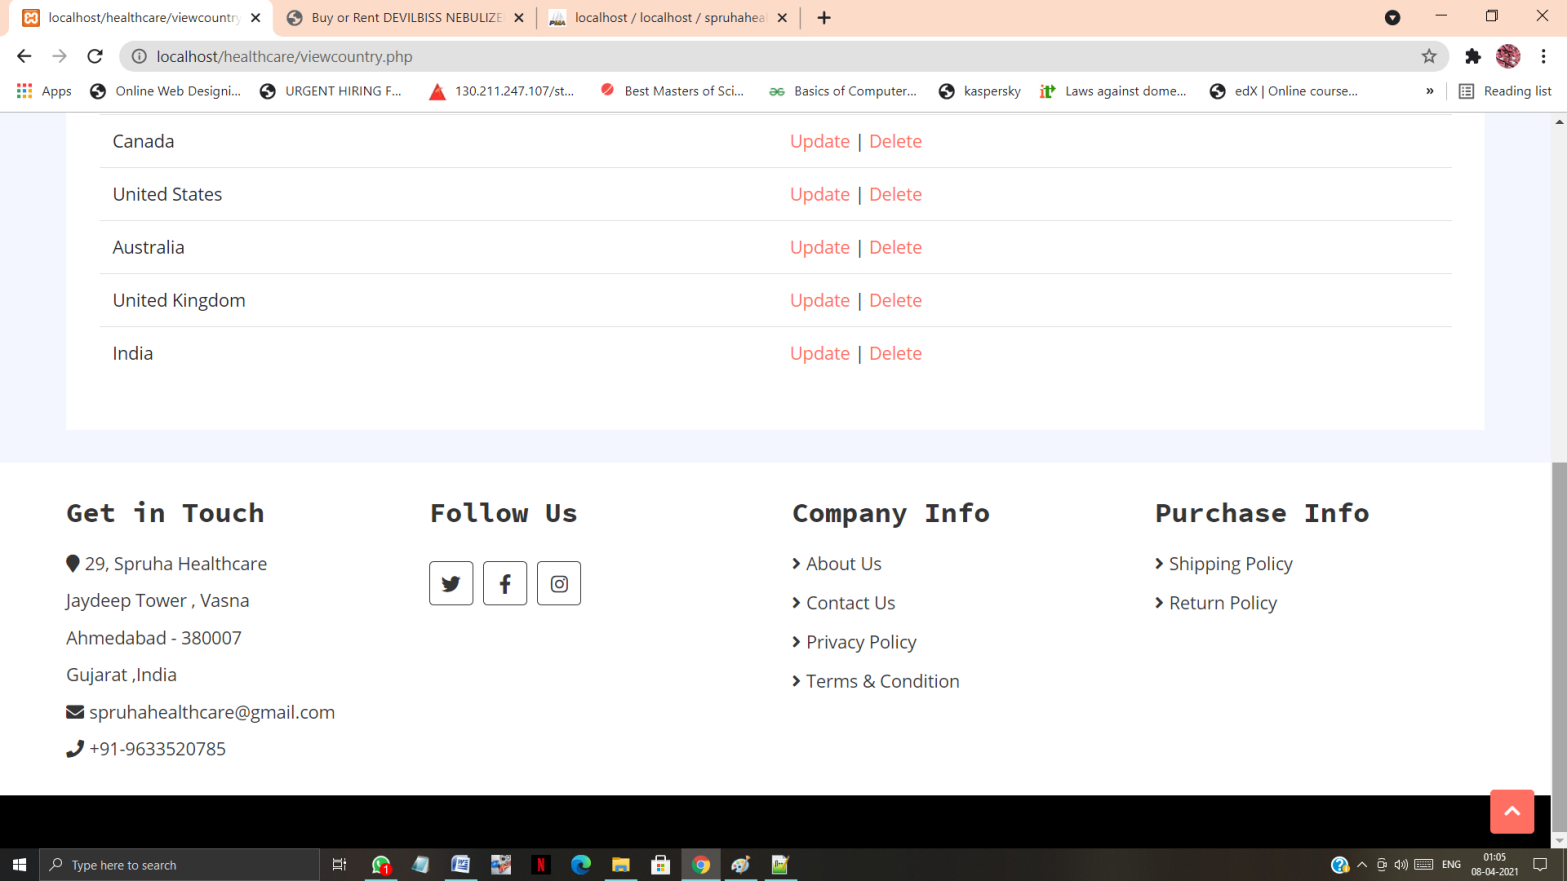 localhost/healthcare/viewcountry
Buy or Rent DEVILBISS NEBULIZE
localhost / localhost / spruhahea
localhost/healthcare/viewcountry.php
Apps
Online Web Designi...
URGENT HIRING F...
130.211.247.107/st...
Best Masters of Sci...
Basics of Computer...
kaspersky
Laws against dome...
edX | Online course...
»
Reading list
Canada Update | Delete
United States Update | Delete
Australia Update | Delete
United Kingdom Update | Delete
India Update | Delete
Get in Touch
29, Spruha Healthcare
Jaydeep Tower , Vasna
Ahmedabad - 380007
Gujarat ,India
spruhahealthcare@gmail.com
+91-9633520785
Follow Us
Company Info
About Us
Contact Us
Privacy Policy
Terms & Condition
Purchase Info
Shipping Policy
Return Policy
Type here to search
1
ENG
01:05
08-04-2021